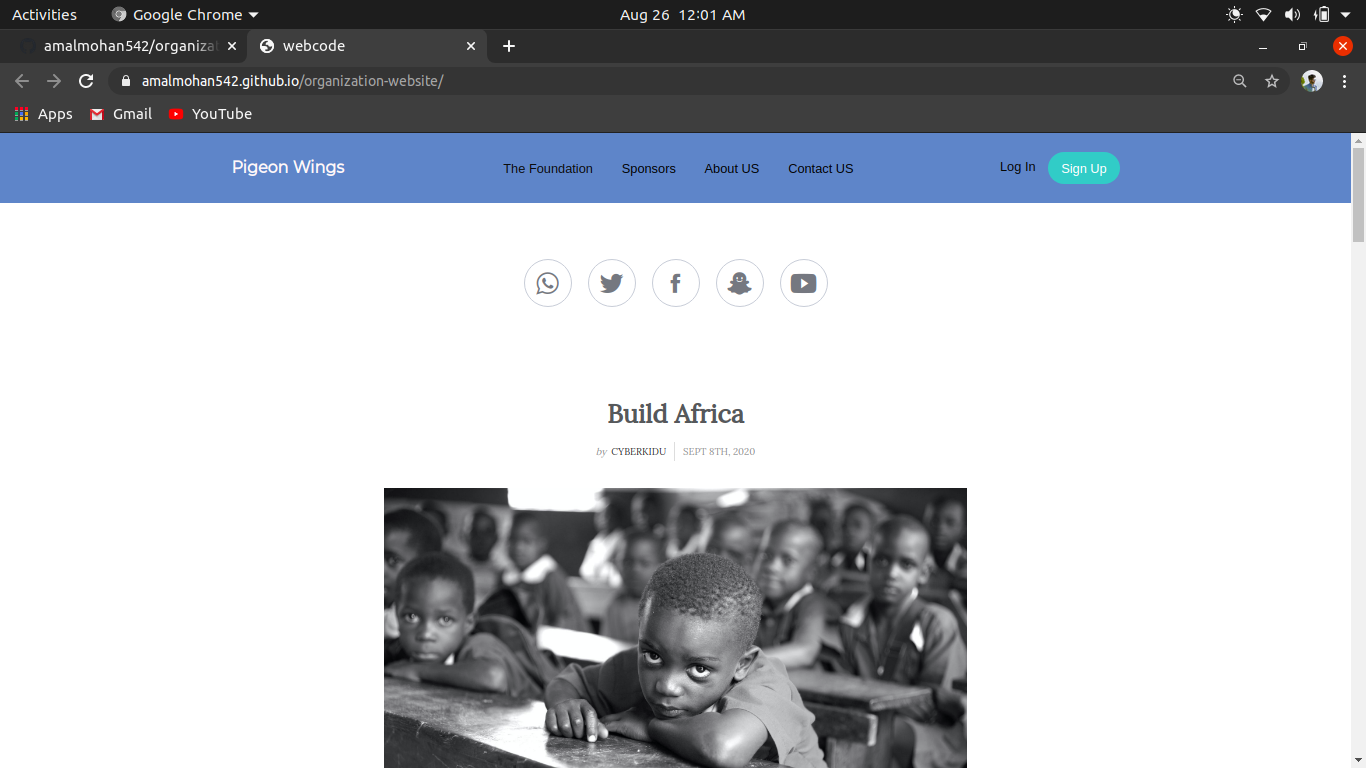 Activities Google Chrome Aug 26 12:01 AM
amalmohan542/organiza webcode
amalmohan542.github.io/organization-website/
Apps Gmail YouTube
Pigeon Wings The Foundation Sponsors About US Contact US Log In Sign Up
Build Africa
by CYBERKIDU SEPT 8TH, 2020